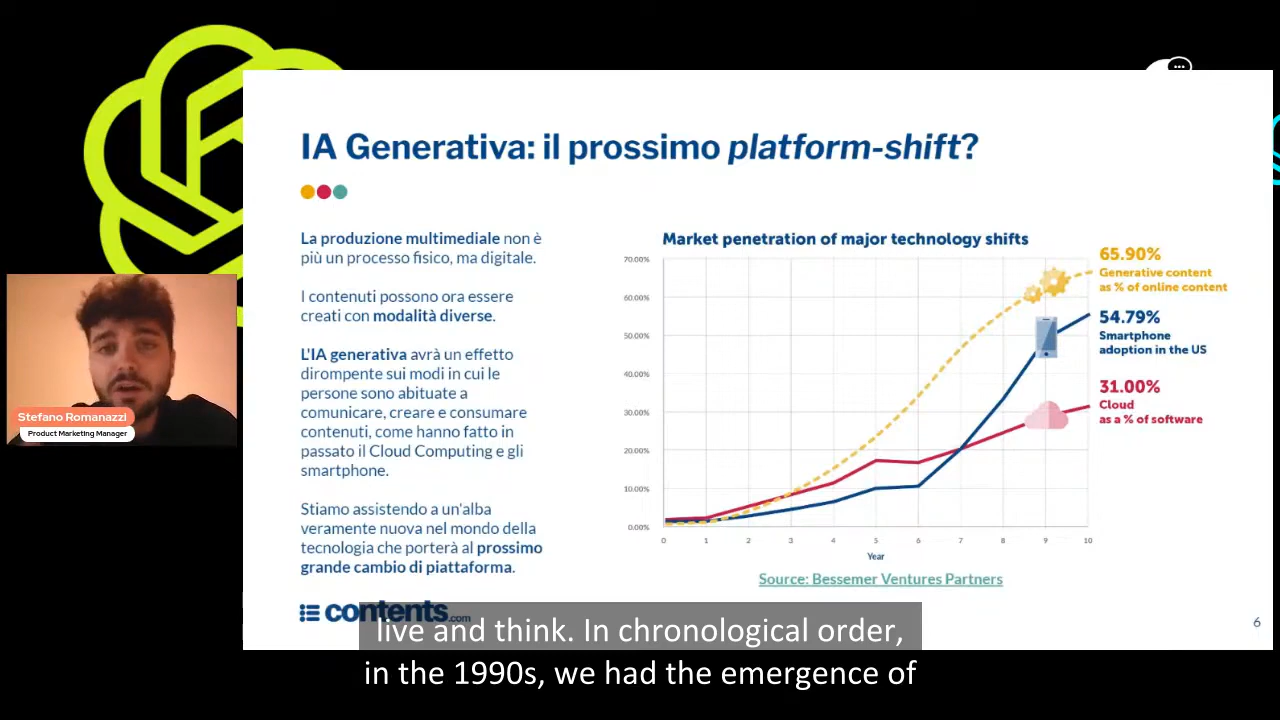 IA Generativa: il prossimo platform-shift?
La produzione multimediale non è
più un processo fisico, ma digitale.
I contenuti possono ora essere
creati con modalità diverse.
L'IA generativa avrà un effetto
dirompente sui modi in cui le
persone sono abituate a
comunicare, creare e consumare
contenuti, come hanno fatto in
passato il Cloud Computing e gli
smartphone.
Stiamo assistendo a un'alba
veramente nuova nel mondo della
tecnologia che porterà al prossimo
grande cambio di piattaforma.
Market penetration of major technology shifts
70.00%
60.00%
50.00%
40.00%
30.00%
20.00%
10.00%
0.00%
0 1 2 3 4 5 6 7 8 9 10
Year
65.90%
Generative content
as % of online content
54.79%
Smartphone
adoption in the US
31.00%
Cloud
as a % of software
Source: Bessemer Ventures Partners
Stefano Romanazzi
Product Marketing Manager
contents.com
6
live and think. In chronological order,
in the 1990s, we had the emergence of